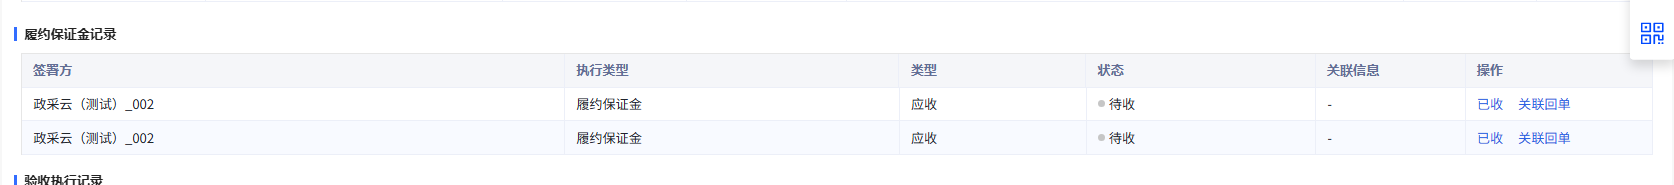 履约保证金记录
签署方 执行类型 类型 状态 关联信息 操作
政采云（测试）_002 履约保证金 应收 待收 - 已收 关联回单
政采云（测试）_002 履约保证金 应收 待收 - 已收 关联回单
验收执行记录